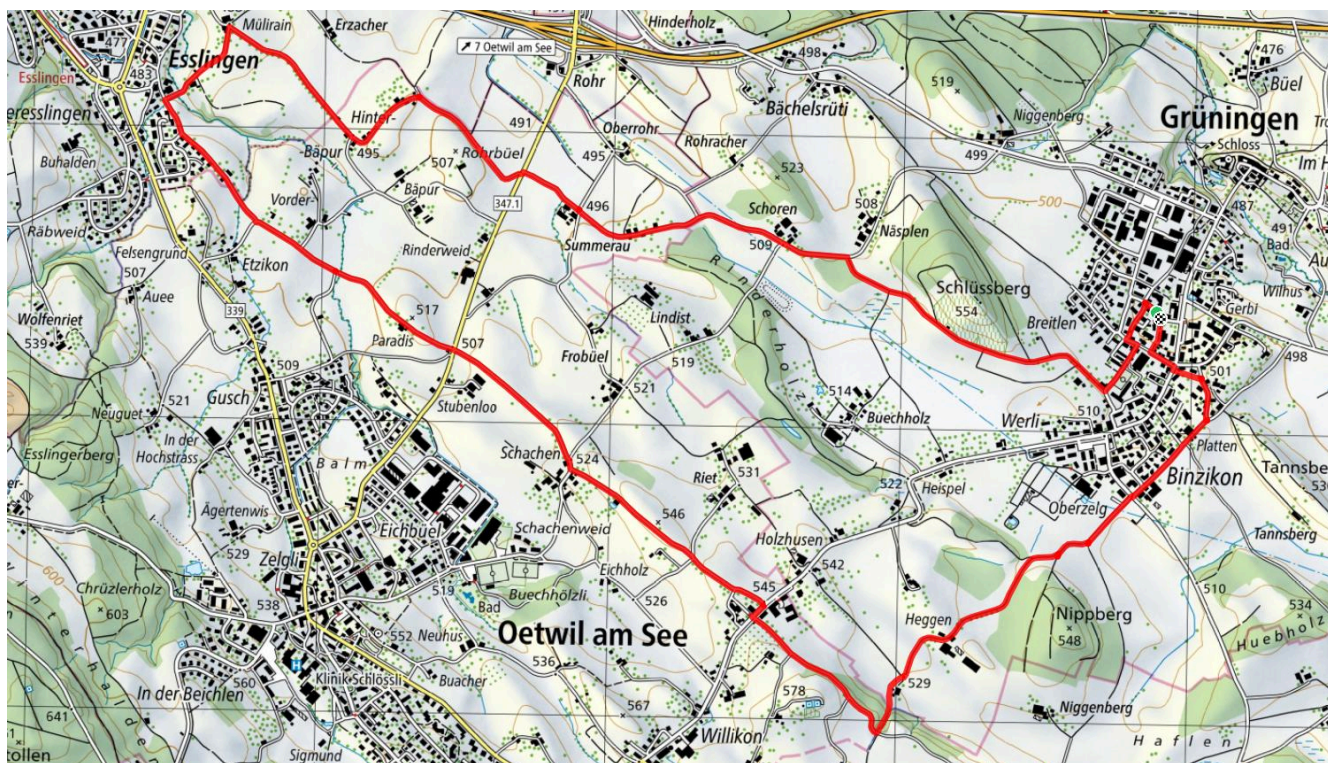 Mülirain
Erzacher
Hinderholz
477
Esslingen
7 Oetwil am See
498
476
Büel
Esslingen
483
Rohr
Bächelsrüti
519
Grüningen
eresslingen
Hinter-
491
Oberrohr
Niggenberg
Schloss
Im H
Buhalden
Bäpur
495
507
Rohrbüel
495
Rohracher
499
523
Vorder-
Bäpur
347.1
496
Schoren
508
500
487
Räbweid
Summerau
509
Näsplen
491
Bad
Felsengrund
Etzikon
Rinderweid
Rinderholz
Au
507
Auee
Schlüssberg
Wilhus
Wolfenriet
539
339
517
Lindist
554
Breitlen
Gerbi
Paradis
507
Frobüel
519
498
509
521
514
501
Gusch
Stubenloo
Buechholz
510
Neuguet
521
Werli
Platten
In der
Hochstrass
Schachen
524
Binzikon
Esslingerberg
Balm
Riet
531
522
Heispel
Tannsb
Ägertenwis
Eichbüel
Schachenweid
546
Oberzelg
529
Holzhusen
Tannsberg
Zelgli
Eichholz
542
600
Chrüzlerholz
519
545
510
603
538
Bad
Buechhölzli
526
Nippberg
534
552
Neuhus
Oetwil am See
Heggen
548
Huebholz
Winterhalde
536
In der Beichlen
560
Klinik Schlössli
Buacher
578
529
641
567
Niggenberg
Willikon
Haflen
ollen
Sigmund